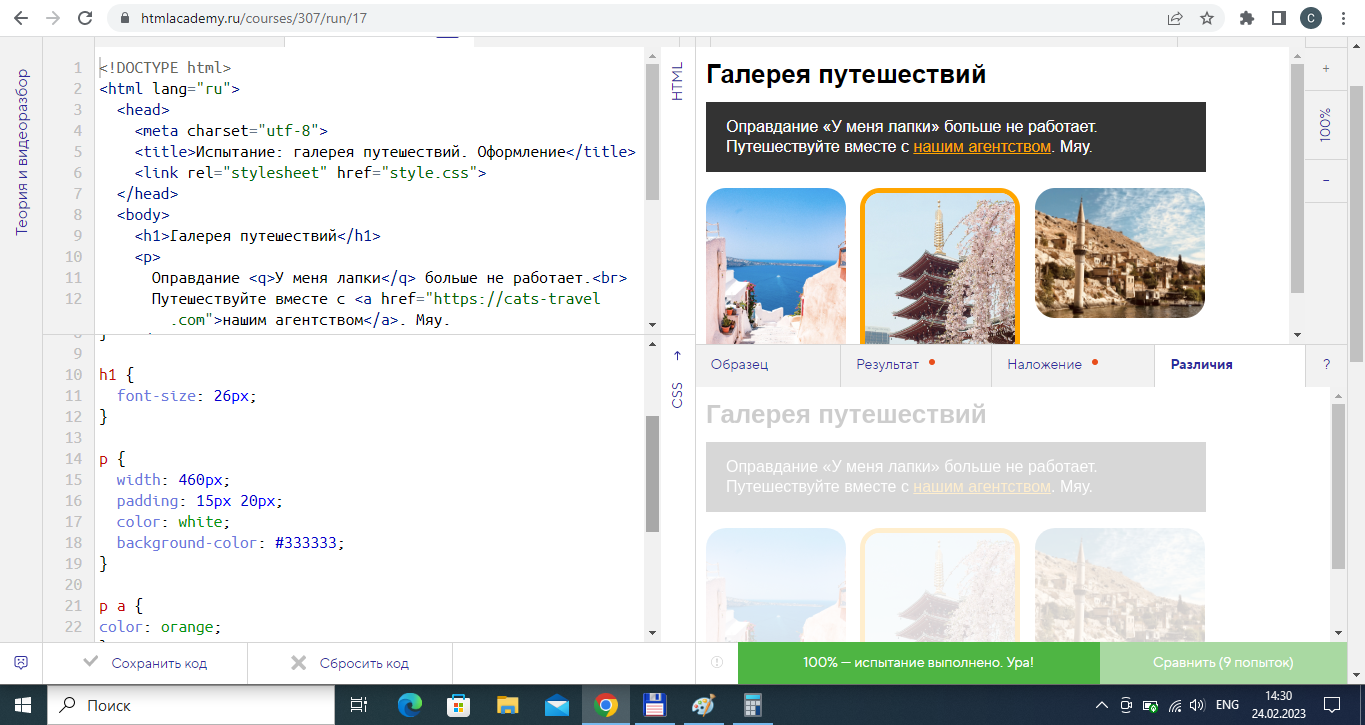 htmlacademy.ru/courses/307/run/17
C
Теория и видеоразбор
1 <!DOCTYPE html>
2 <html lang="ru">
3 <head>
4 <meta charset="utf-8">
5 <title>Испытание: галерея путешествий. Оформление</title>
6 <link rel="stylesheet" href="style.css">
7 </head>
8 <body>
9 <h1>Галерея путешествий</h1>
10 <p>
11 Оправдание <q>У меня лапки</q> больше не работает.<br>
12 Путешествуйте вместе с <a href="https://cats-travel
.com">нашим агентством</a>. Мяу.
HTML
9
10 h1 {
11 font-size: 26px;
12 }
13
14 p {
15 width: 460px;
16 padding: 15px 20px;
17 color: white;
18 background-color: #333333;
19 }
20
21 p a {
22 color: orange;
CSS
Сохранить код
Сбросить код
Галерея путешествий
Оправдание «У меня лапки» больше не работает.
Путешествуйте вместе с нашим агентством. Мяу.
+
100%
−
Образец Результат Наложение Различия ?
Галерея путешествий
Оправдание «У меня лапки» больше не работает.
Путешествуйте вместе с нашим агентством. Мяу.
100% — испытание выполнено. Ура!
Сравнить (9 попыток)
Поиск
ENG
14:30
24.02.2023